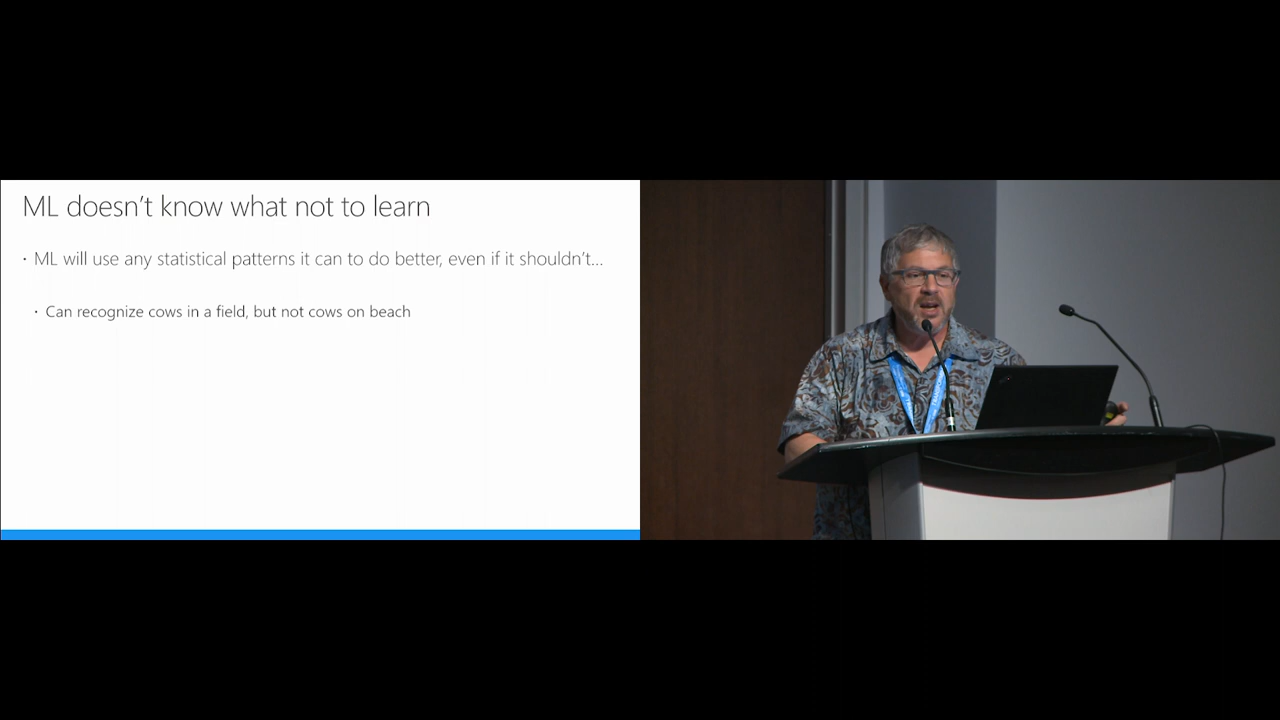 ML doesn't know what not to learn
· ML will use any statistical patterns it can to do better, even if it shouldn't...
· Can recognize cows in a field, but not cows on beach